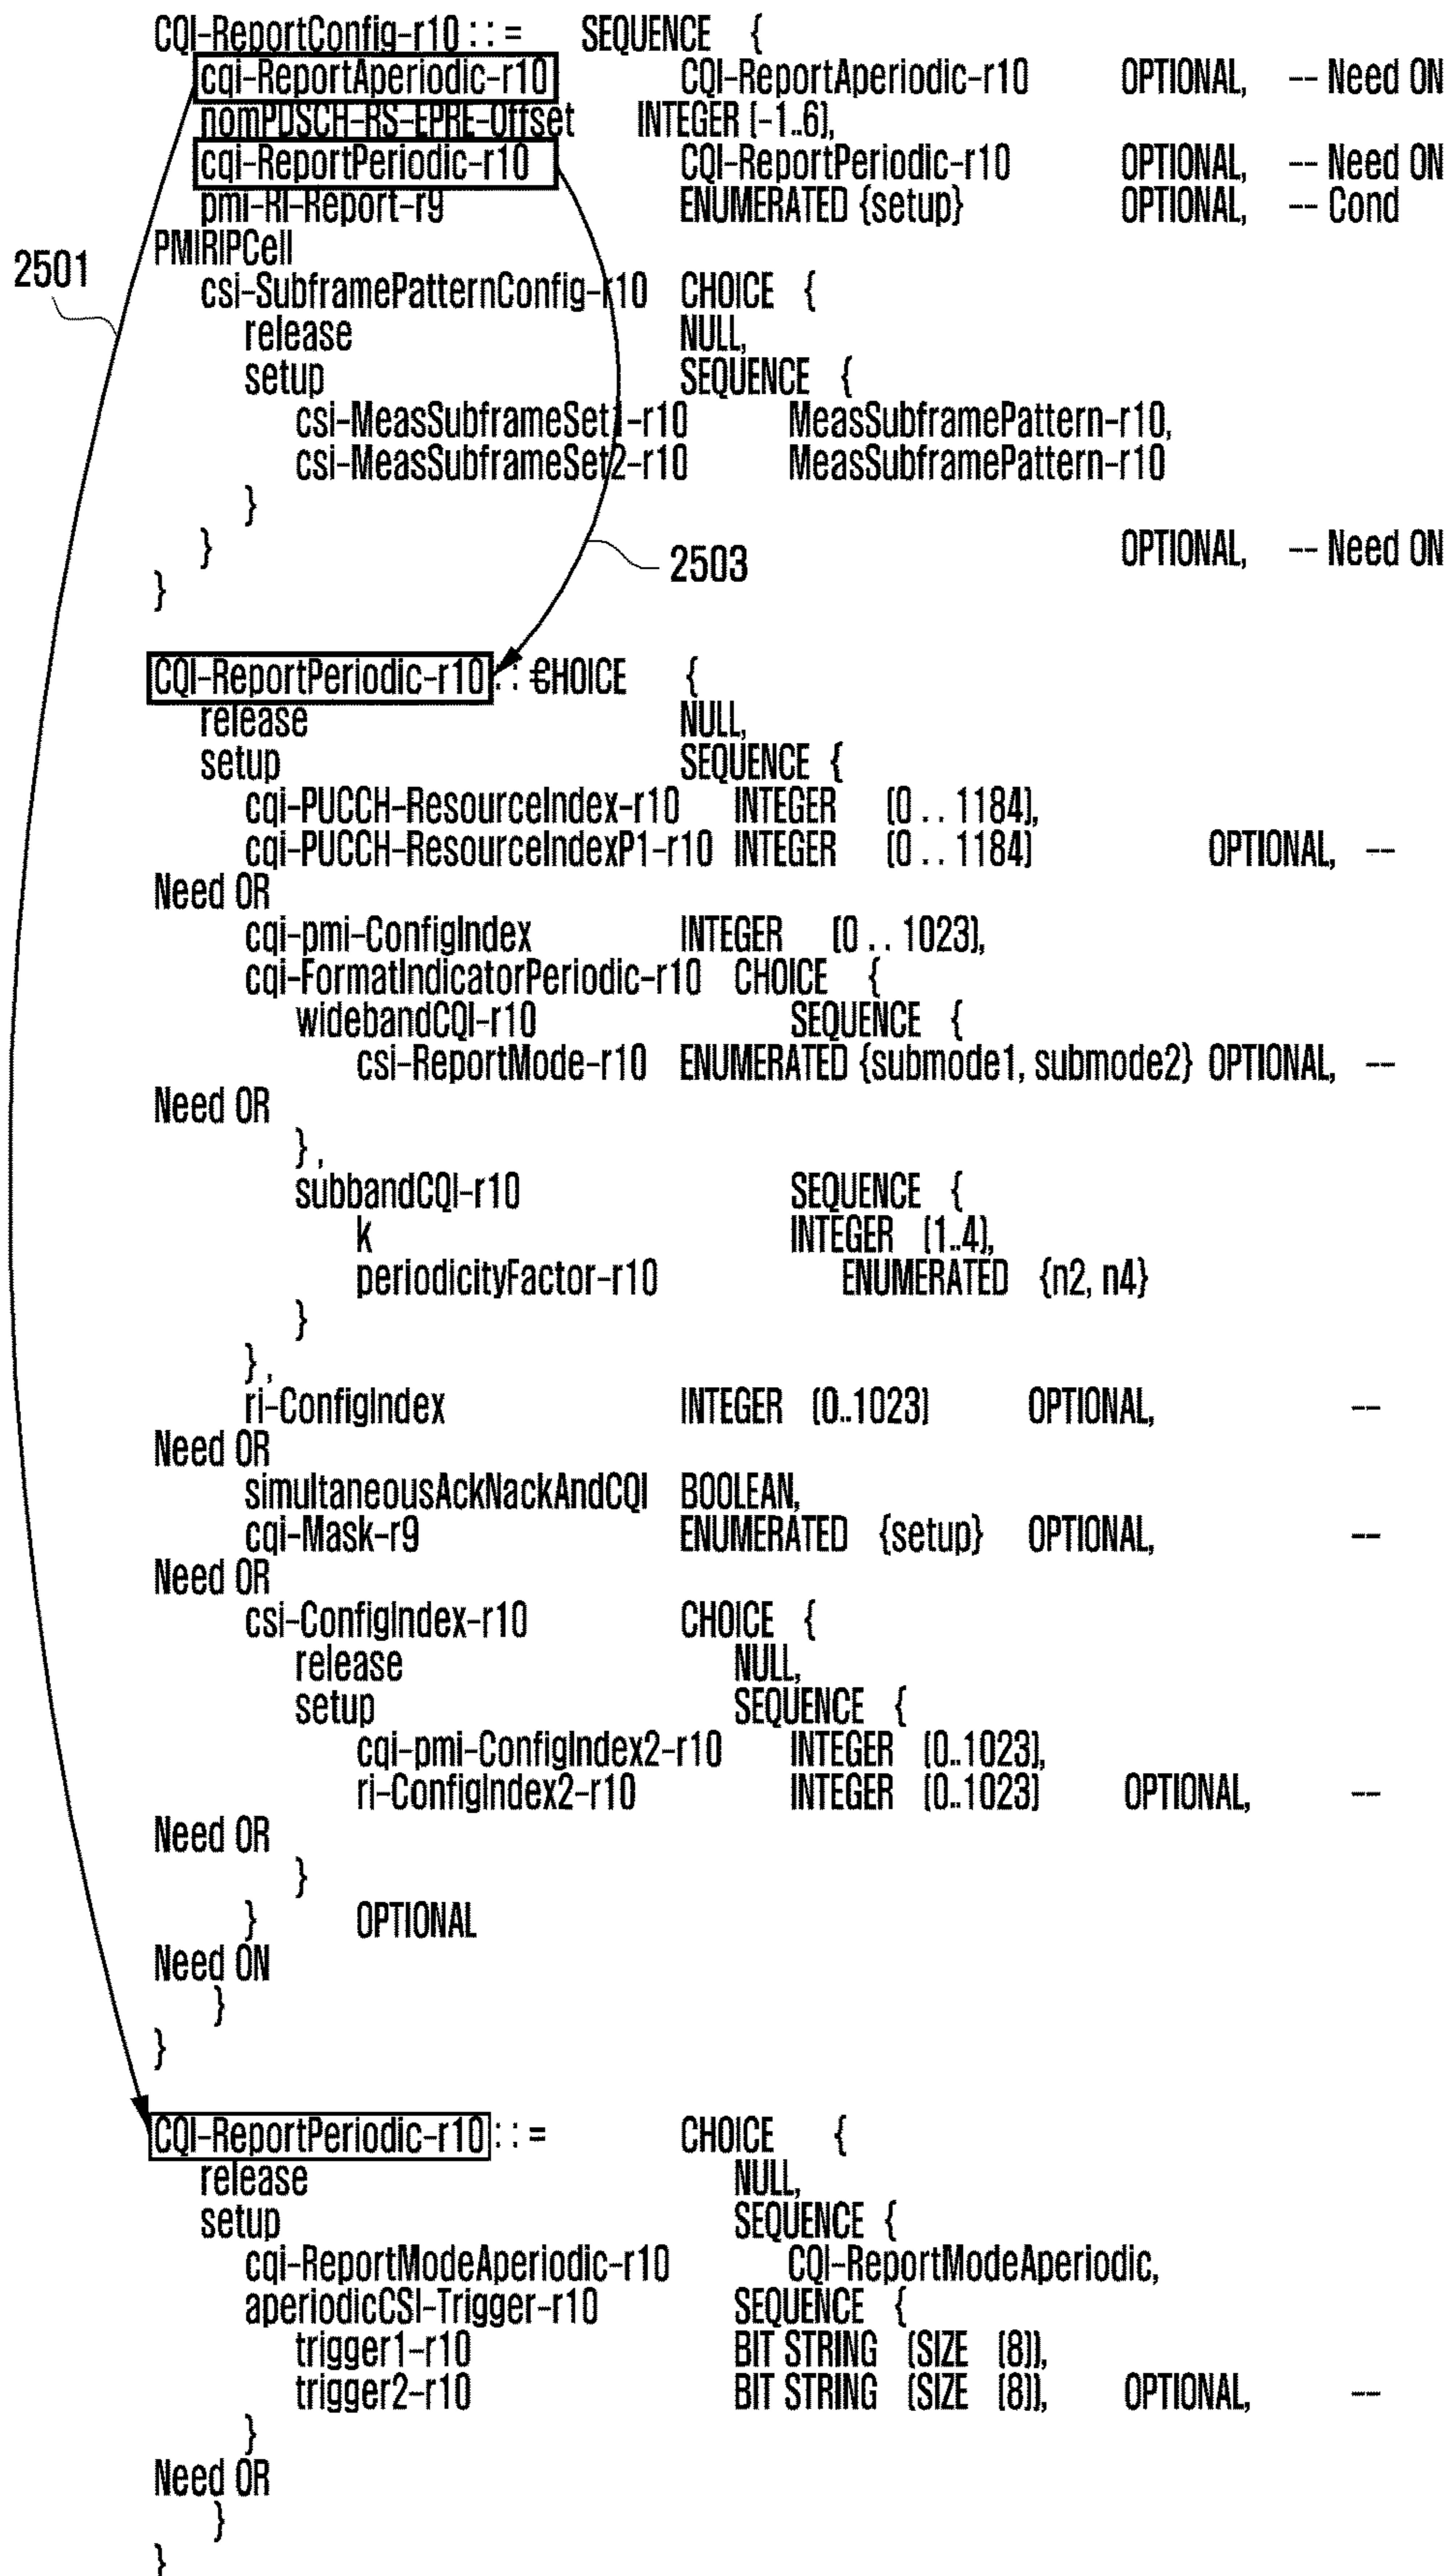 CQI-ReportConfig-r10 : : = SEQUENCE {
cqi-ReportAperiodic-r10 CQI-ReportAperiodic-r10 OPTIONAL, -- Need ON
nomPDSCH-RS-EPRE-Offset INTEGER (-1..6),
cqi-ReportPeriodic-r10 CQI-ReportPeriodic-r10 OPTIONAL, -- Need ON
pmi-RI-Report-r9 ENUMERATED {setup} OPTIONAL, -- Cond
PMIRIPCell
2501
csi-SubframePatternConfig-r10 CHOICE {
release NULL,
setup SEQUENCE {
csi-MeasSubframeSet1-r10 MeasSubframePattern-r10,
csi-MeasSubframeSet2-r10 MeasSubframePattern-r10
}
} OPTIONAL, -- Need ON
2503
}
CQI-ReportPeriodic-r10 : : €HOICE {
release NULL,
setup SEQUENCE {
cqi-PUCCH-ResourceIndex-r10 INTEGER (0 . . 1184),
cqi-PUCCH-ResourceIndexP1-r10 INTEGER (0 . . 1184) OPTIONAL, --
Need OR
cqi-pmi-ConfigIndex INTEGER (0 . . 1023),
cqi-FormatIndicatorPeriodic-r10 CHOICE {
widebandCQI-r10 SEQUENCE {
csi-ReportMode-r10 ENUMERATED {submode1, submode2} OPTIONAL, --
Need OR
} ,
subbandCQI-r10 SEQUENCE {
k INTEGER (1..4),
periodicityFactor-r10 ENUMERATED {n2, n4}
}
} ,
ri-ConfigIndex INTEGER (0..1023) OPTIONAL, --
Need OR
simultaneousAckNackAndCQI BOOLEAN,
cqi-Mask-r9 ENUMERATED {setup} OPTIONAL, --
Need OR
csi-ConfigIndex-r10 CHOICE {
release NULL,
setup SEQUENCE {
cqi-pmi-ConfigIndex2-r10 INTEGER (0..1023),
ri-ConfigIndex2-r10 INTEGER (0..1023) OPTIONAL, --
Need OR
}
} OPTIONAL
Need ON
}
}
CQI-ReportPeriodic-r10 : : = CHOICE {
release NULL,
setup SEQUENCE {
cqi-ReportModeAperiodic-r10 CQI-ReportModeAperiodic,
aperiodicCSI-Trigger-r10 SEQUENCE {
trigger1-r10 BIT STRING (SIZE (8)),
trigger2-r10 BIT STRING (SIZE (8)), OPTIONAL, --
}
Need OR
}
}